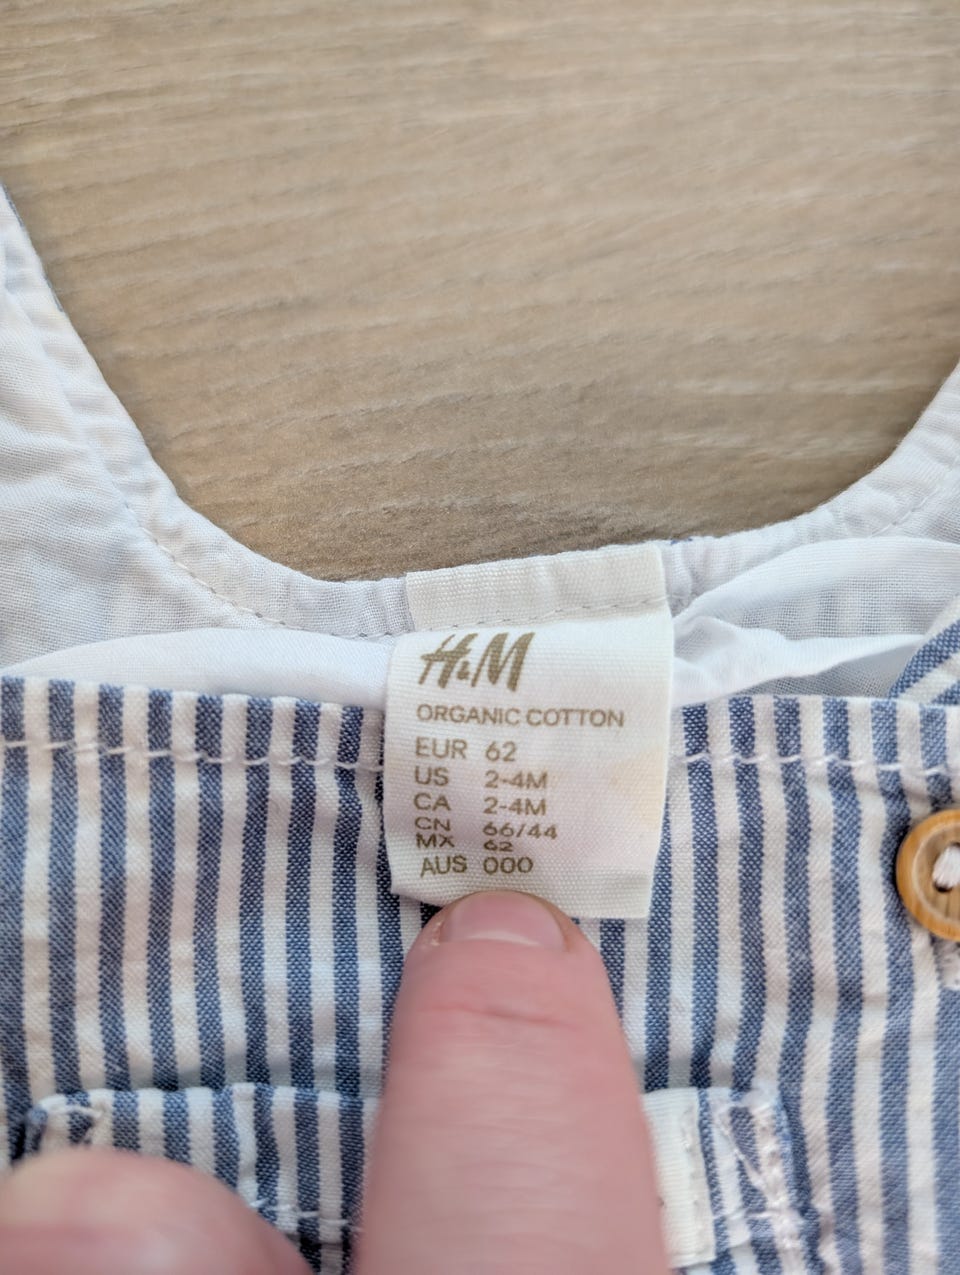 H&M
ORGANIC COTTON
EUR 62
US 2-4M
CA 2-4M
CN 66/44
MX 62
AUS 000